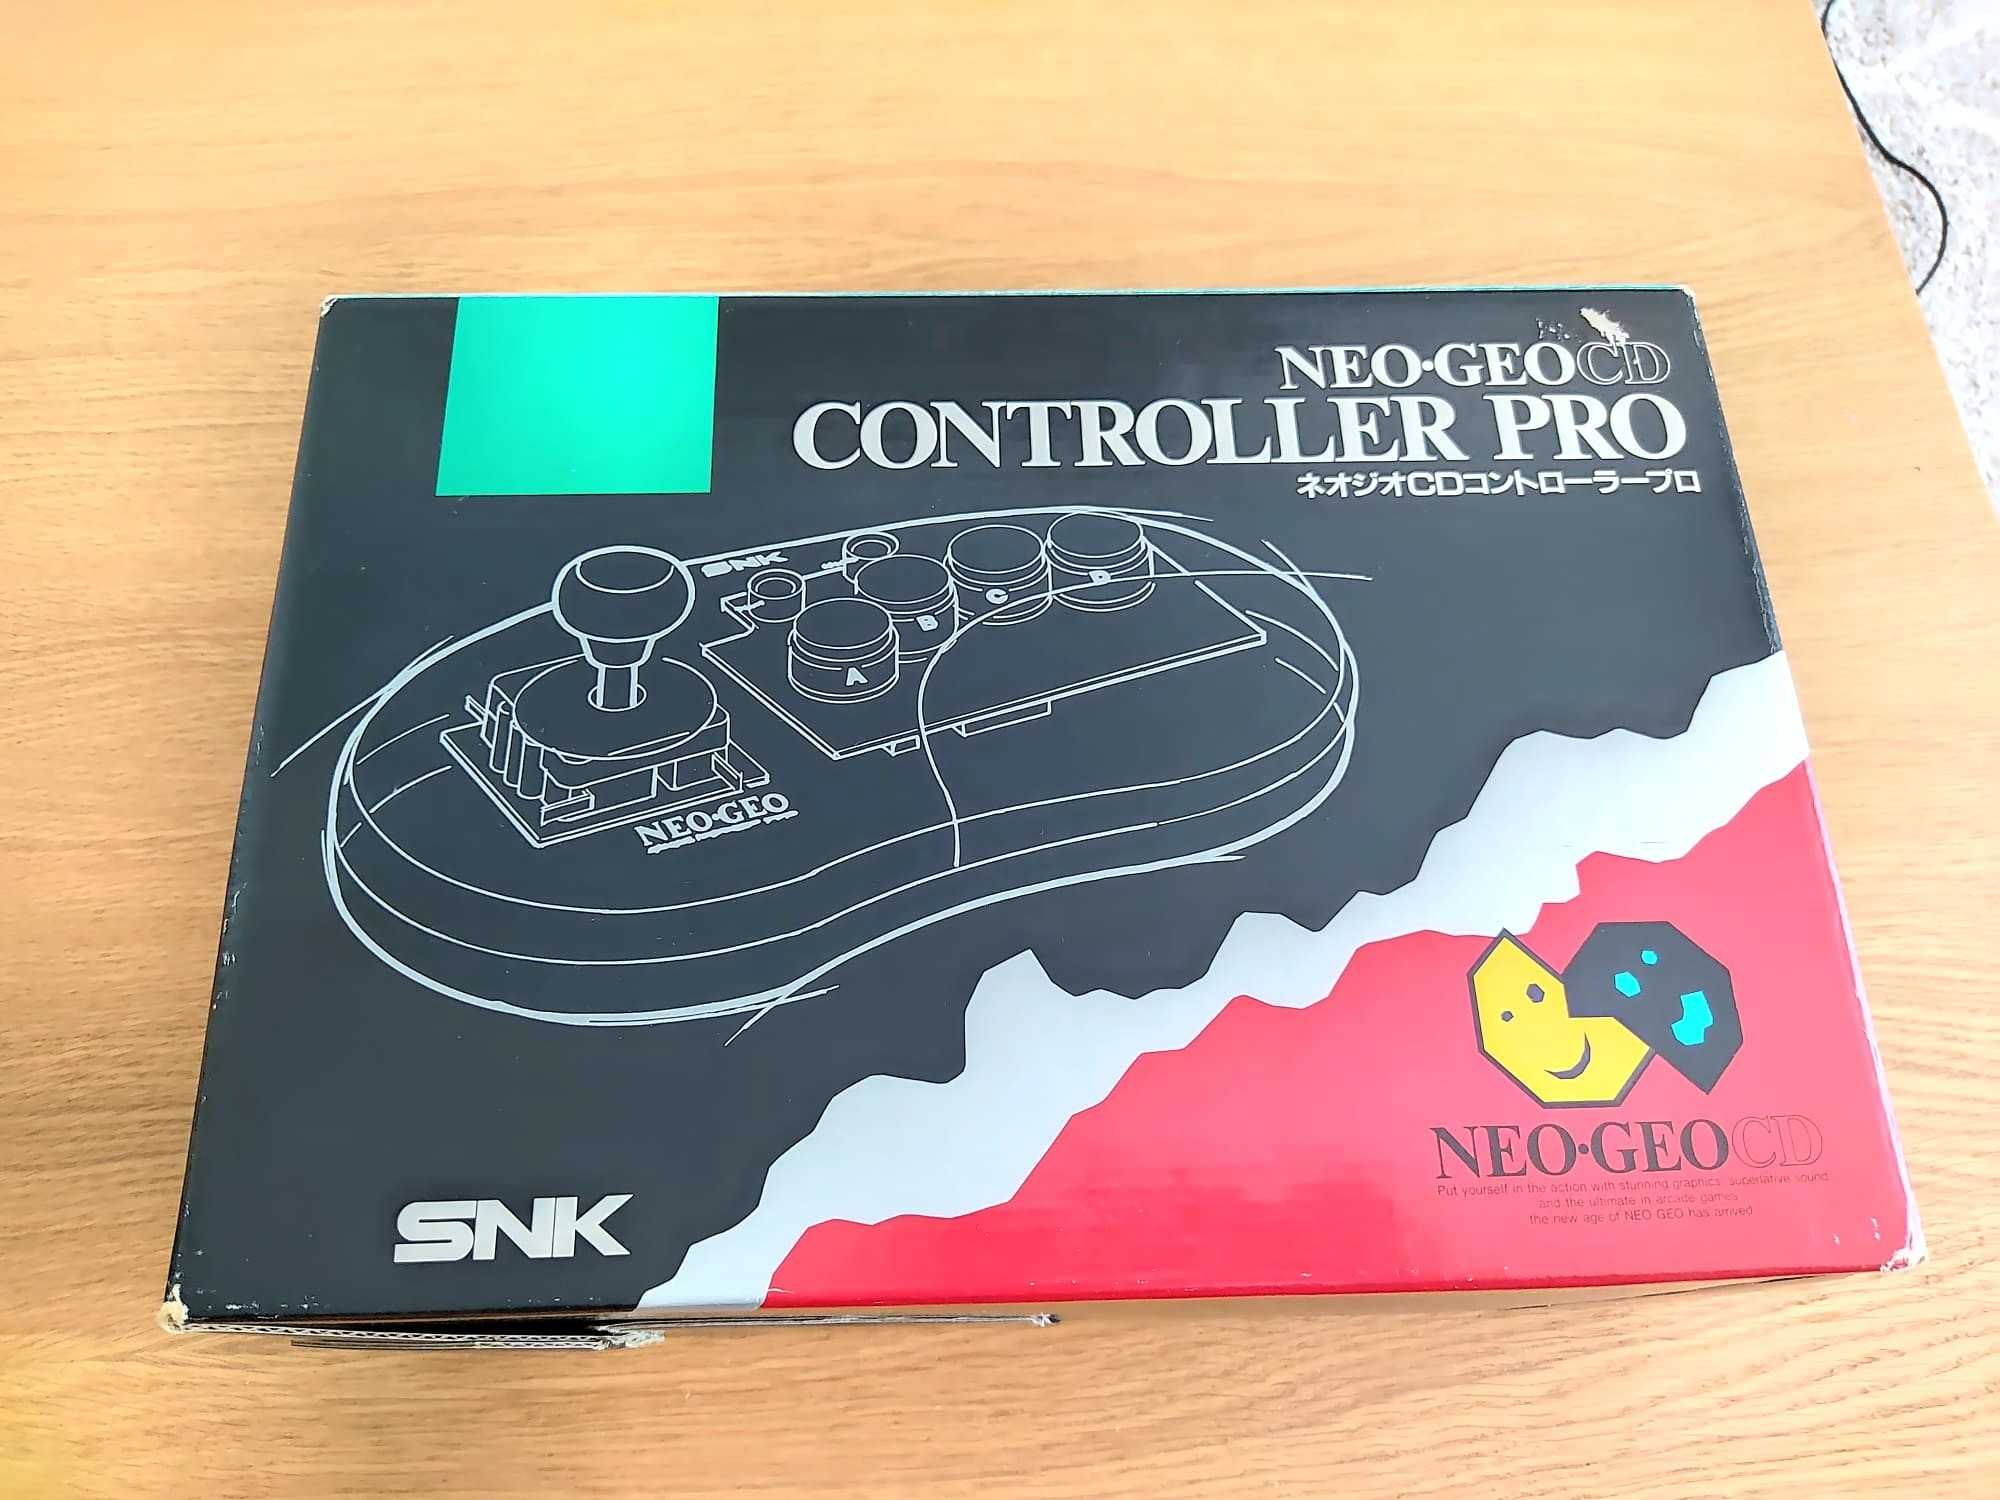 NEO·GEO CD
CONTROLLER PRO
ネオジオCDコントローラープロ
SNK
A
B
C
D
NEO·GEO
SNK
NEO·GEO CD
Put yourself in the action with stunning graphics, superlative sound
and the ultimate in arcade games
the new age of NEO GEO has arrived